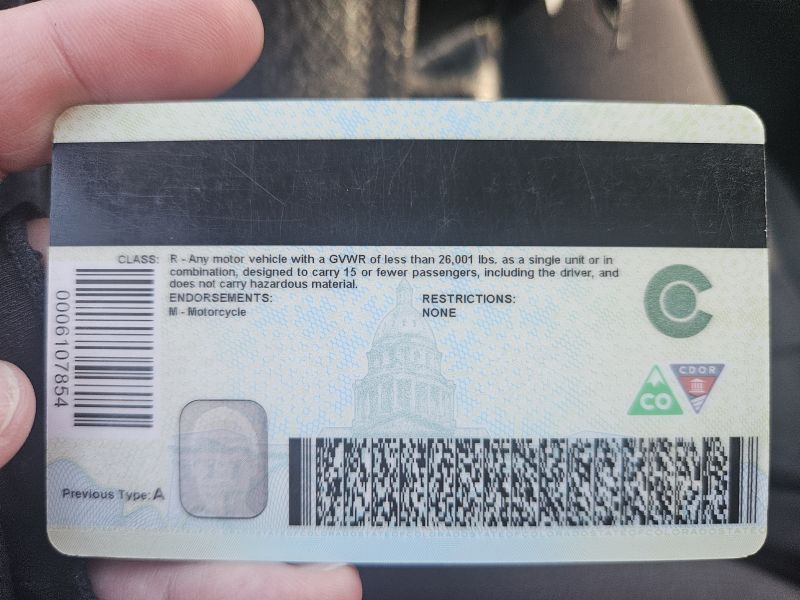 CLASS: R - Any motor vehicle with a GVWR of less than 26,001 lbs. as a single unit or in
combination, designed to carry 15 or fewer passengers, including the driver, and
does not carry hazardous material.
ENDORSEMENTS: RESTRICTIONS:
M - Motorcycle NONE
0006107854
CDOR
CO
Previous Type: A
STATEOFCOLORADOSTATEOFCOLORADOSTATEOFCOLORADO